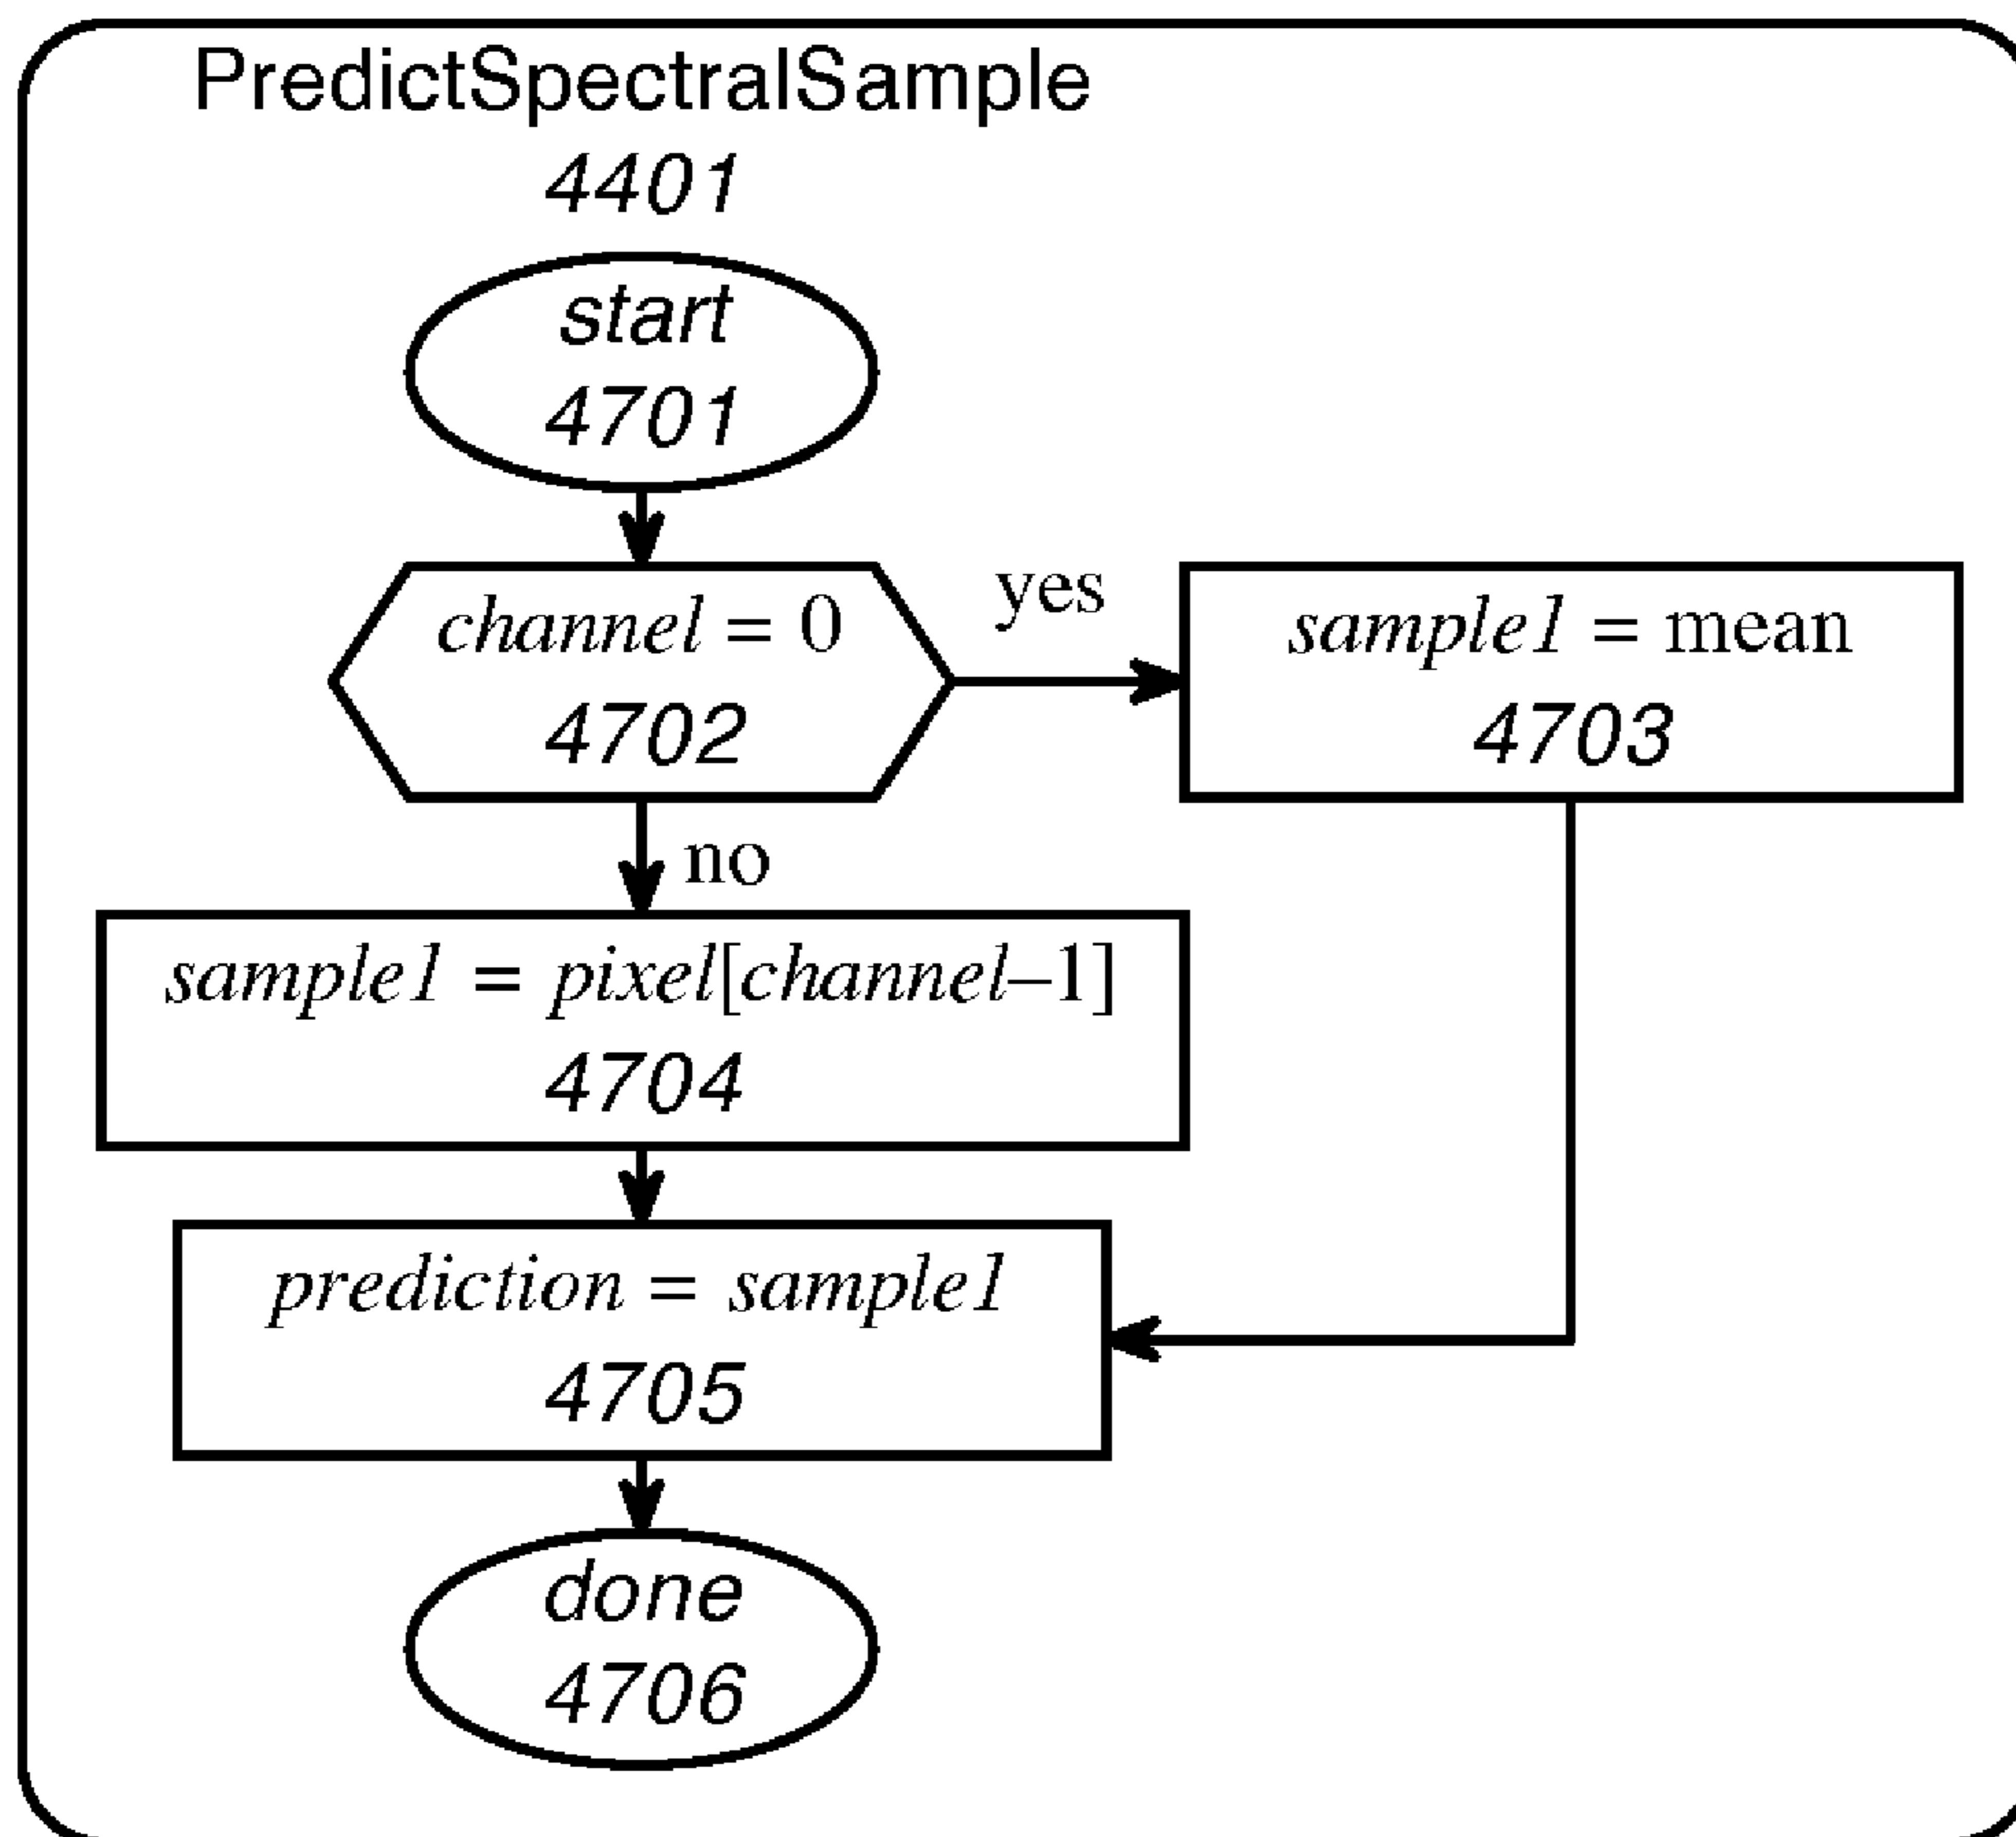 PredictSpectralSample
4401
start
4701
channel = 0
4702
yes
sample1 = mean
4703
no
sample1 = pixel[channel–1]
4704
prediction = sample1
4705
done
4706